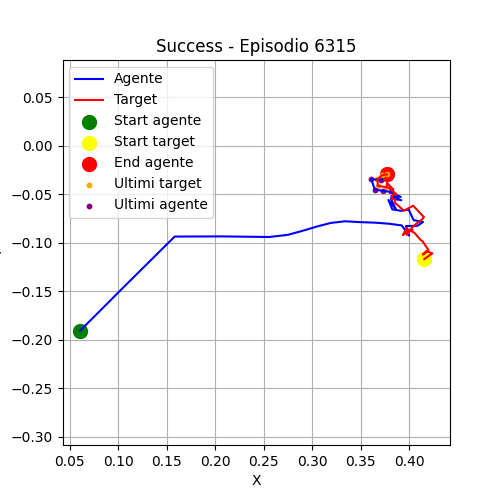 Success - Episodio 6315
Agente
Target
Start agente
Start target
End agente
Ultimi target
Ultimi agente
0.05
0.00
−0.05
−0.10
−0.15
−0.20
−0.25
−0.30
0.05 0.10 0.15 0.20 0.25 0.30 0.35 0.40
X